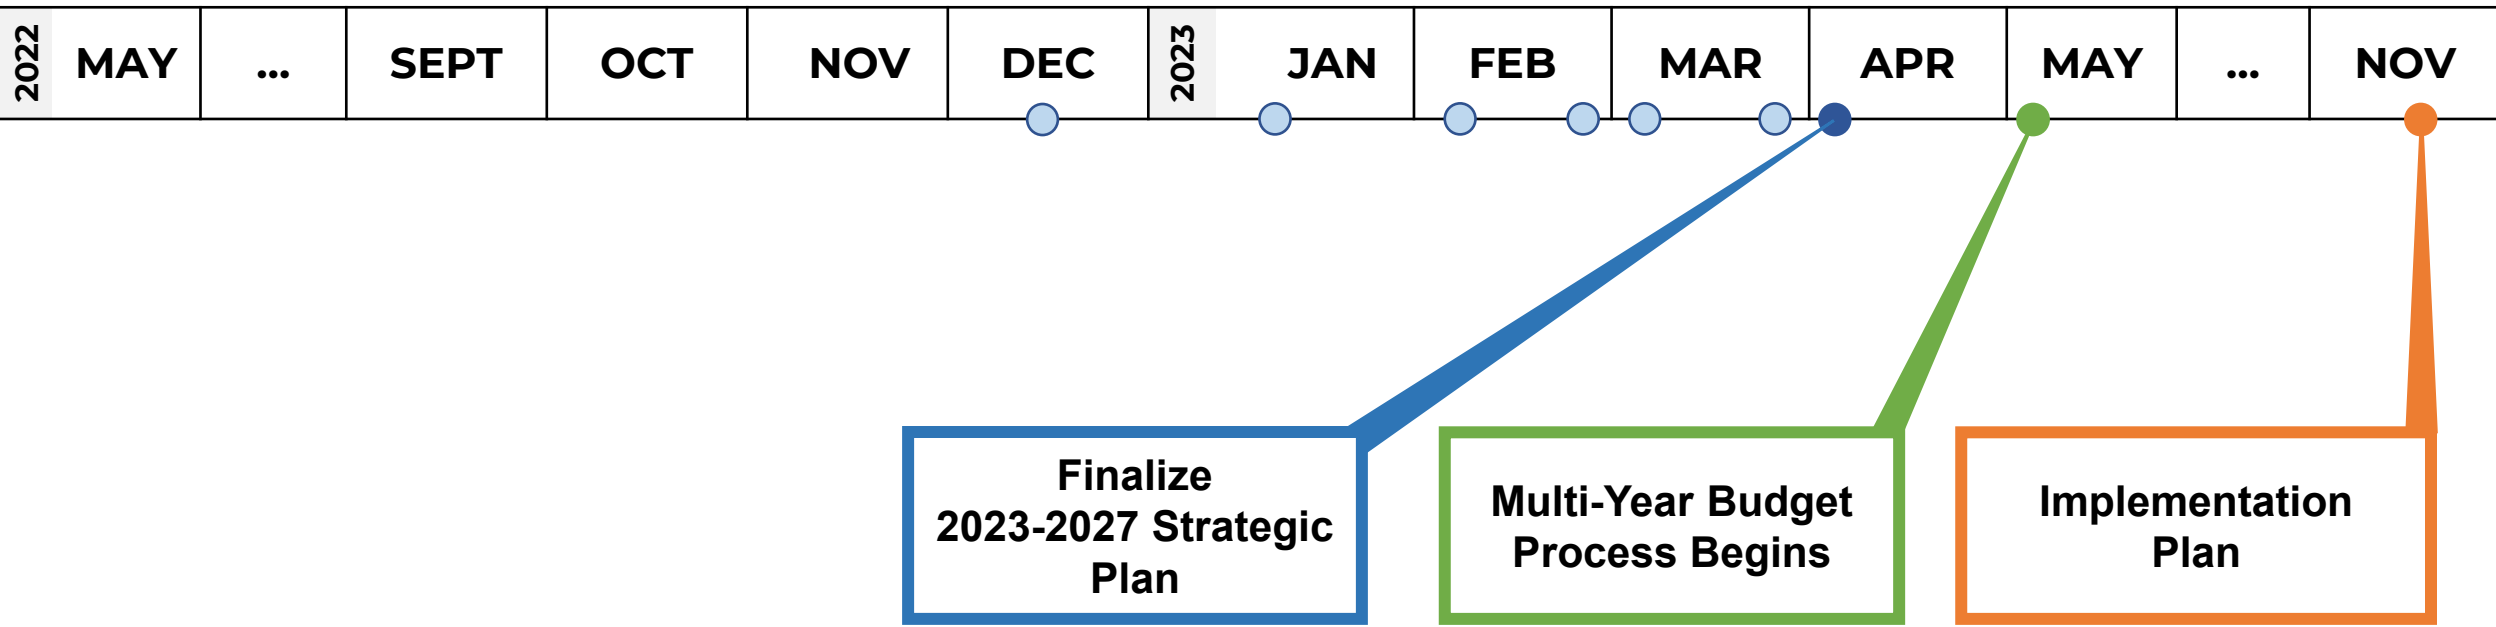 2022 MAY ... SEPT OCT NOV DEC 2023 JAN FEB MAR APR MAY ... NOV
Finalize
2023-2027 Strategic
Plan
Multi-Year Budget
Process Begins
Implementation
Plan